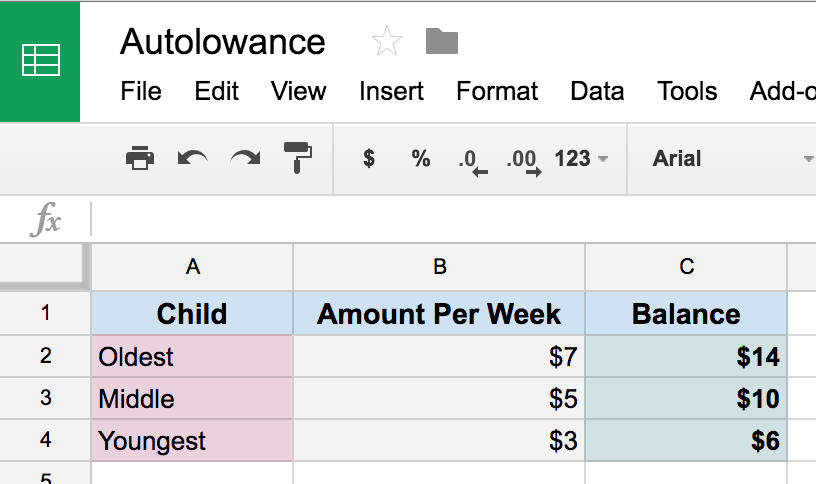 Autolowance
File Edit View Insert Format Data Tools Add-o
$ % .0 .00 123 Arial
fx
A B C
1 Child Amount Per Week Balance
2 Oldest $7 $14
3 Middle $5 $10
4 Youngest $3 $6
5